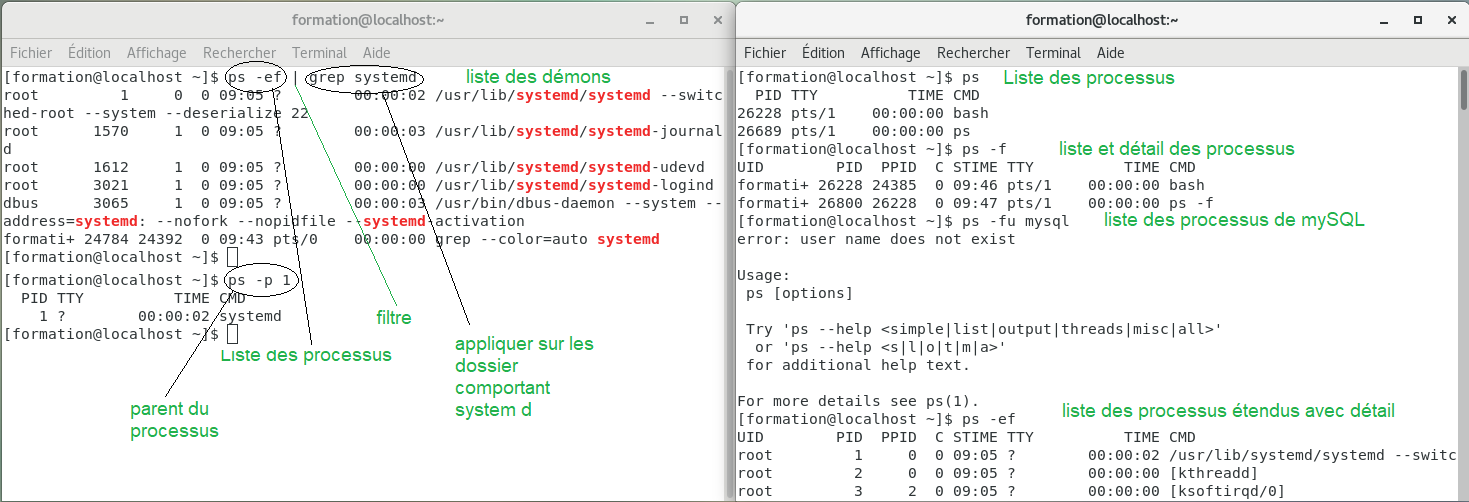 formation@localhost:~
Fichier Édition Affichage Rechercher Terminal Aide
[formation@localhost ~]$ ps -ef | grep systemd liste des démons
root 1 0 0 09:05 ? 00:00:02 /usr/lib/systemd/systemd --switc
hed-root --system --deserialize 22
root 1570 1 0 09:05 ? 00:00:03 /usr/lib/systemd/systemd-journal
d
root 1612 1 0 09:05 ? 00:00:00 /usr/lib/systemd/systemd-udevd
root 3021 1 0 09:05 ? 00:00:00 /usr/lib/systemd/systemd-logind
dbus 3065 1 0 09:05 ? 00:00:03 /usr/bin/dbus-daemon --system --
address=systemd: --nofork --nopidfile --systemd-activation
formati+ 24784 24392 0 09:43 pts/0 00:00:00 grep --color=auto systemd
[formation@localhost ~]$
[formation@localhost ~]$ ps -p 1
PID TTY TIME CMD
1 ? 00:00:02 systemd
[formation@localhost ~]$
filtre
Liste des processus
appliquer sur les
dossier
comportant
system d
parent du
processus
formation@localhost:~
Fichier Édition Affichage Rechercher Terminal Aide
[formation@localhost ~]$ ps Liste des processus
PID TTY TIME CMD
26228 pts/1 00:00:00 bash
26689 pts/1 00:00:00 ps
[formation@localhost ~]$ ps -f liste et détail des processus
UID PID PPID C STIME TTY TIME CMD
formati+ 26228 24385 0 09:46 pts/1 00:00:00 bash
formati+ 26800 26228 0 09:47 pts/1 00:00:00 ps -f
[formation@localhost ~]$ ps -fu mysql liste des processus de mySQL
error: user name does not exist
Usage:
ps [options]
Try 'ps --help <simple|list|output|threads|misc|all>'
or 'ps --help <s|l|o|t|m|a>'
for additional help text.
For more details see ps(1).
[formation@localhost ~]$ ps -ef liste des processus étendus avec détail
UID PID PPID C STIME TTY TIME CMD
root 1 0 0 09:05 ? 00:00:02 /usr/lib/systemd/systemd --switc
root 2 0 0 09:05 ? 00:00:00 [kthreadd]
root 3 2 0 09:05 ? 00:00:00 [ksoftirqd/0]